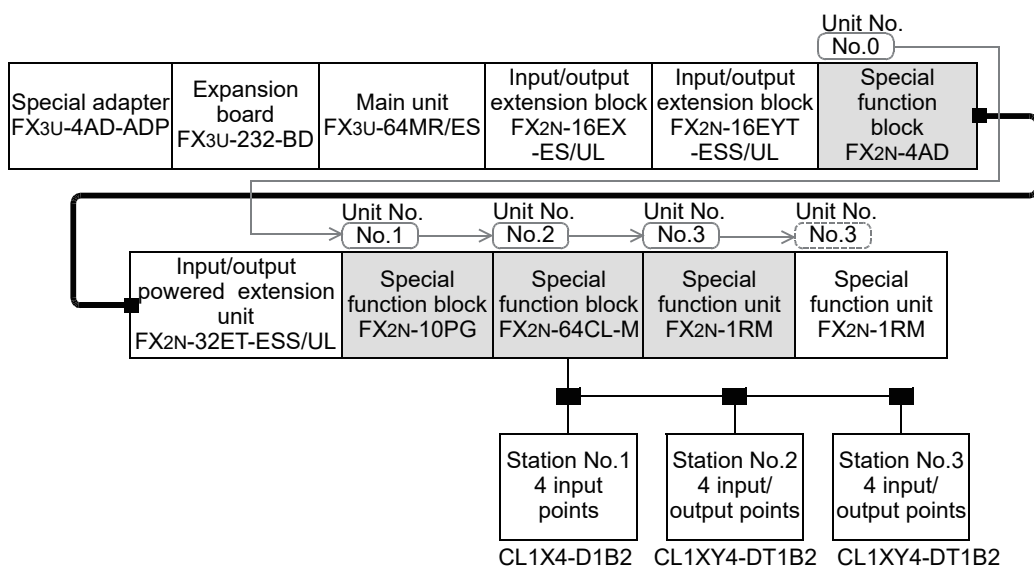 Unit No.
No.0
Special adapter
FX3U-4AD-ADP
Expansion
board
FX3U-232-BD
Main unit
FX3U-64MR/ES
Input/output
extension block
FX2N-16EX
-ES/UL
Input/output
extension block
FX2N-16EYT
-ESS/UL
Special
function
block
FX2N-4AD
Unit No.
No.1
Unit No.
No.2
Unit No.
No.3
Unit No.
No.3
Input/output
powered extension
unit
FX2N-32ET-ESS/UL
Special
function block
FX2N-10PG
Special
function block
FX2N-64CL-M
Special
function unit
FX2N-1RM
Special
function unit
FX2N-1RM
Station No.1
4 input
points
CL1X4-D1B2
Station No.2
4 input/
output points
CL1XY4-DT1B2
Station No.3
4 input/
output points
CL1XY4-DT1B2